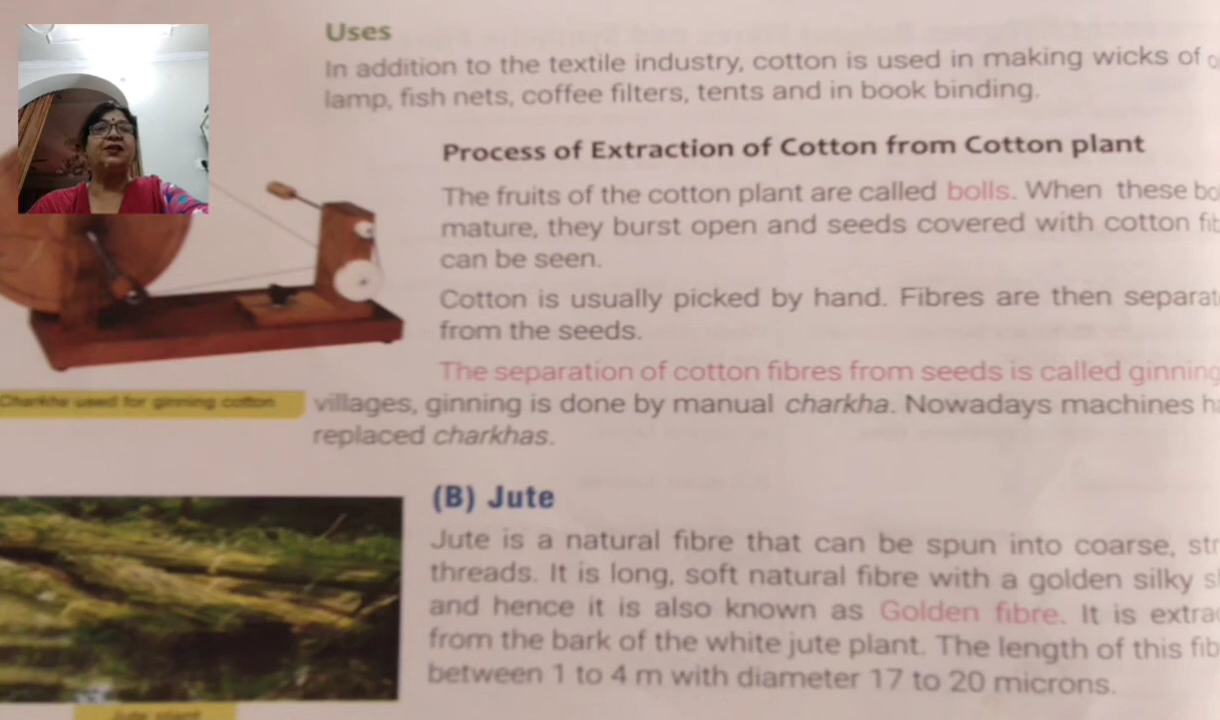 Uses
In addition to the textile industry, cotton is used in making wicks of
lamp, fish nets, coffee filters, tents and in book binding.
Process of Extraction of Cotton from Cotton plant
The fruits of the cotton plant are called bolls. When these
mature, they burst open and seeds covered with cotton
can be seen.
Cotton is usually picked by hand. Fibres are then
from the seeds.
The separation of cotton fibres from seeds is called ginning
villages, ginning is done by manual charkha. Nowadays machines
replaced charkhas.
Charkha used for ginning cotton
(B) Jute
Jute is a natural fibre that can be spun into coarse,
threads. It is long, soft natural fibre with a golden silky
and hence it is also known as Golden fibre. It is
from the bark of the white jute plant. The length of this
between 1 to 4 m with diameter 17 to 20 microns.
Jute plant